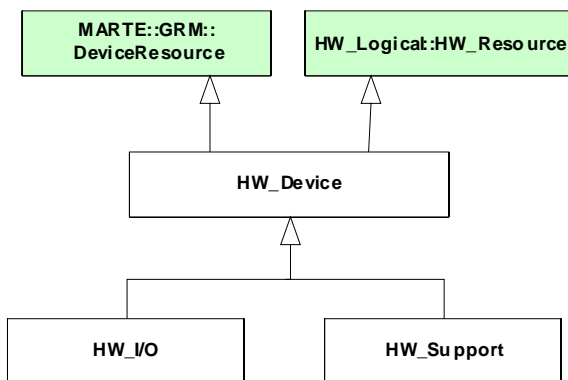 MARTE::GRM::
DeviceResource
HW_Logical::HW_Resource
HW_Device
HW_I/O
HW_Support